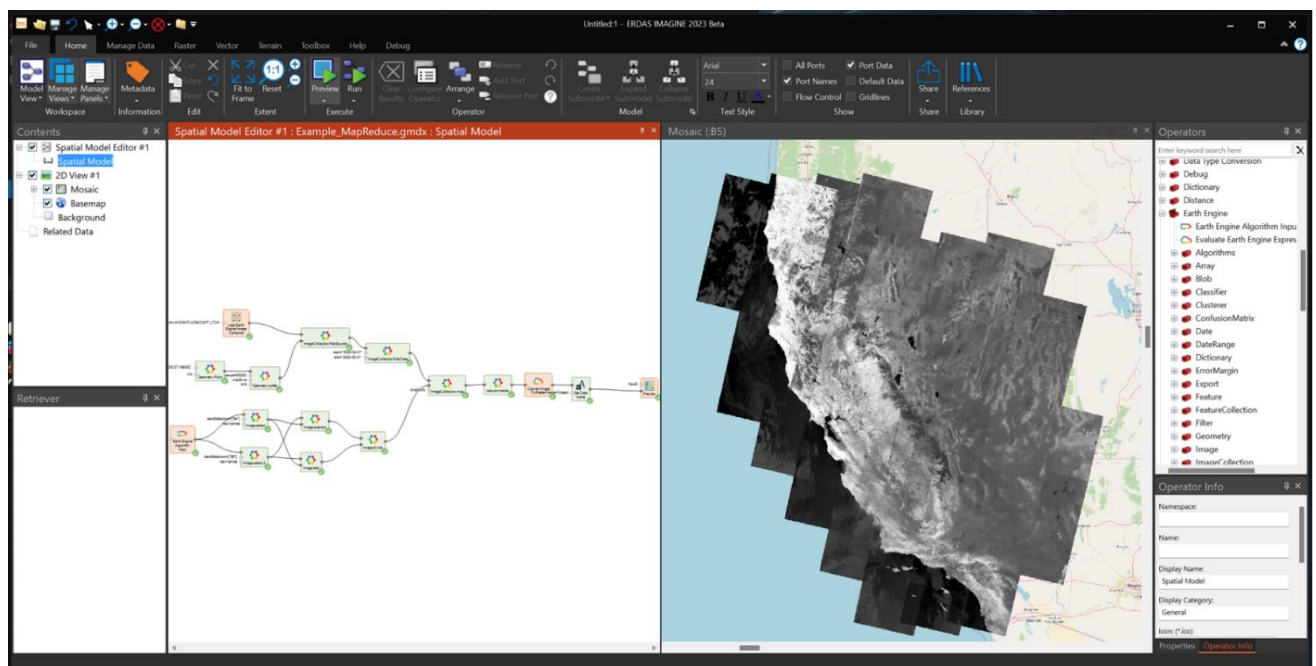 Untitled:1 - ERDAS IMAGINE 2023 Beta
File Home Manage Data Raster Vector Terrain Toolbox Help Debug
Model View
Manage Views
Manage Panels
Workspace
Metadata
Information
Cut
Copy
Paste
Edit
Fit to Frame
1:1
Reset
Extent
Preview
Run
Execute
Clear Results
Configure Operator
Arrange
Rename
Add Port
Remove Port
Operator
Create Submodel
Expand Submodel
Collapse Submodel
Model
Arial
24
B I U A
Text Style
All Ports Port Data
Port Names Default Data
Flow Control Gridlines
Show
Share
Share
References
Library
Contents
Spatial Model Editor #1
Spatial Model
2D View #1
Mosaic
Basemap
Background
Related Data
Retriever
Spatial Model Editor #1 : Example_MapReduce.gmdx : Spatial Model
Mosaic (:B5)
Operators
Enter keyword search here
Data Type Conversion
Debug
Dictionary
Distance
Earth Engine
Earth Engine Algorithm Inpu
Evaluate Earth Engine Expres
Algorithms
Array
Blob
Classifier
Clusterer
ConfusionMatrix
Date
DateRange
Dictionary
ErrorMargin
Export
Feature
FeatureCollection
Filter
Geometry
Image
ImageCollection
Operator Info
Namespace:
Name:
Display Name:
Spatial Model
Display Category:
General
Icon: (*.ico)
Properties Operator Info